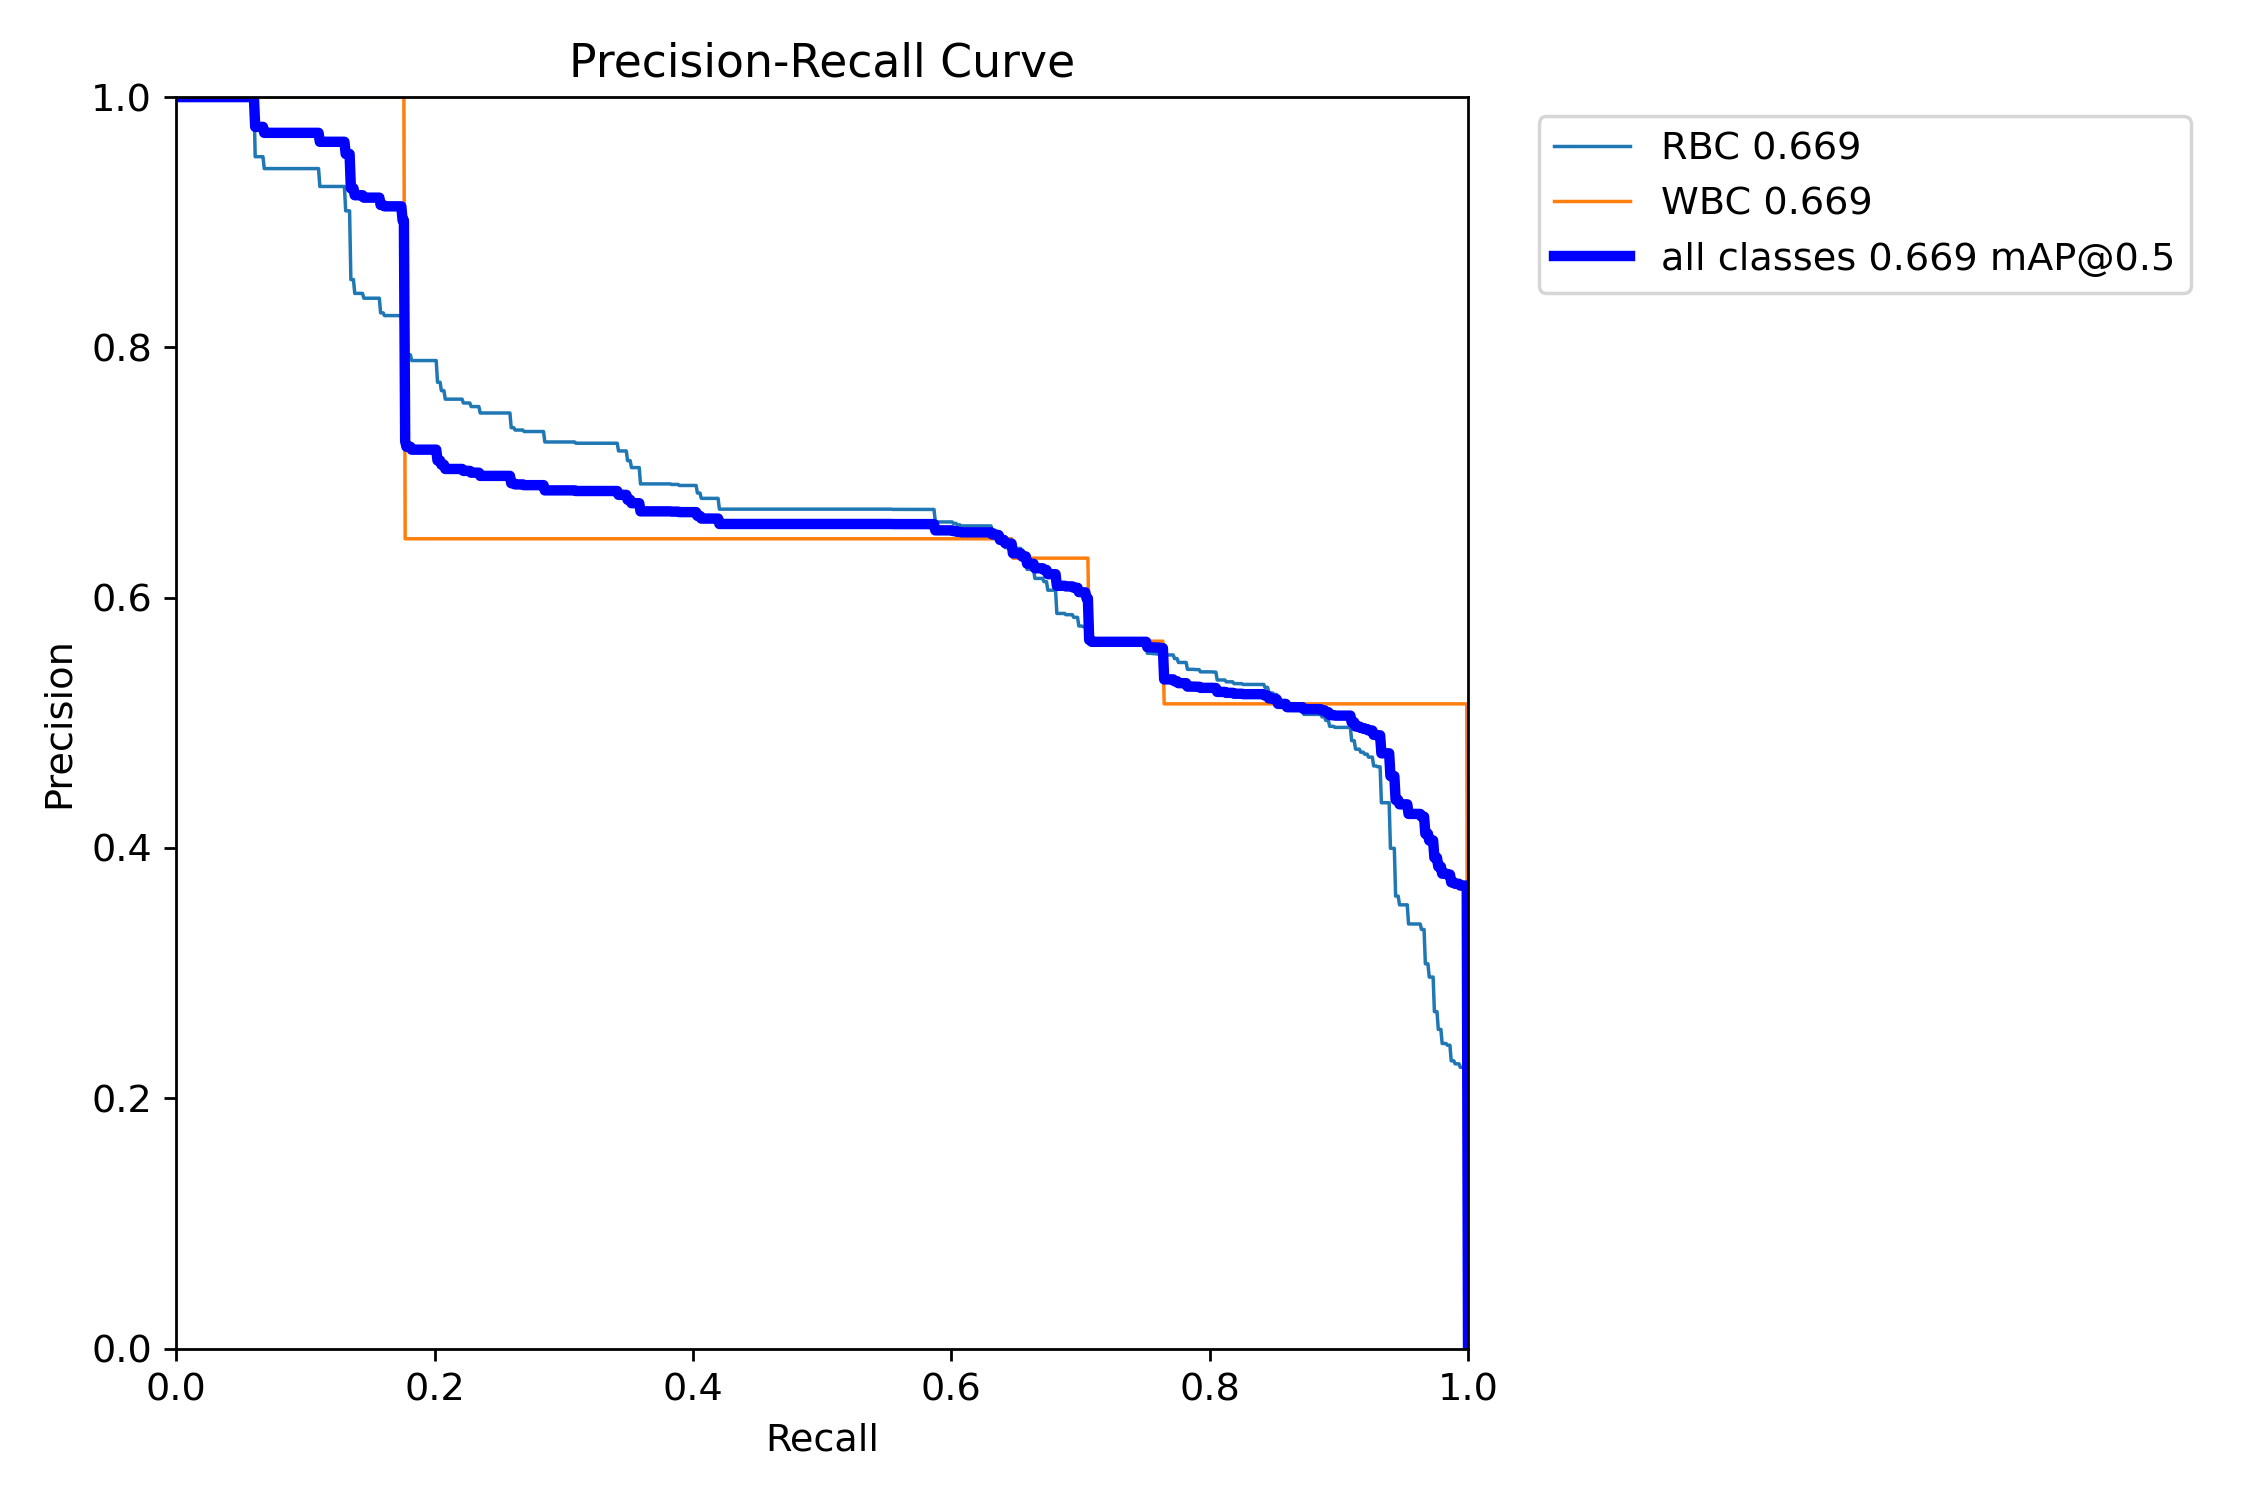 Precision-Recall Curve
RBC 0.669
WBC 0.669
all classes 0.669 mAP@0.5
Precision
1.0
0.8
0.6
0.4
0.2
0.0
0.0 0.2 0.4 0.6 0.8 1.0
Recall